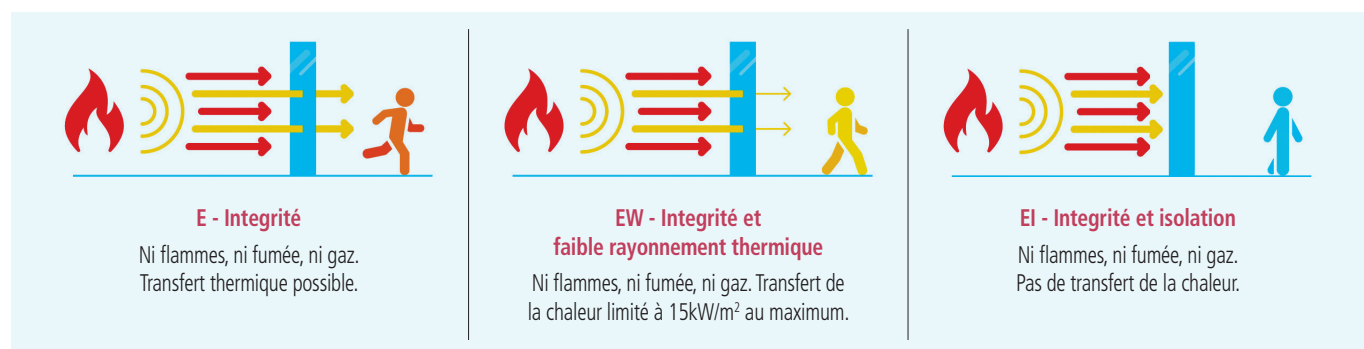 E - Integrité
Ni flammes, ni fumée, ni gaz.
Transfert thermique possible.
EW - Integrité et
faible rayonnement thermique
Ni flammes, ni fumée, ni gaz. Transfert de
la chaleur limité à 15kW/m² au maximum.
EI - Integrité et isolation
Ni flammes, ni fumée, ni gaz.
Pas de transfert de la chaleur.